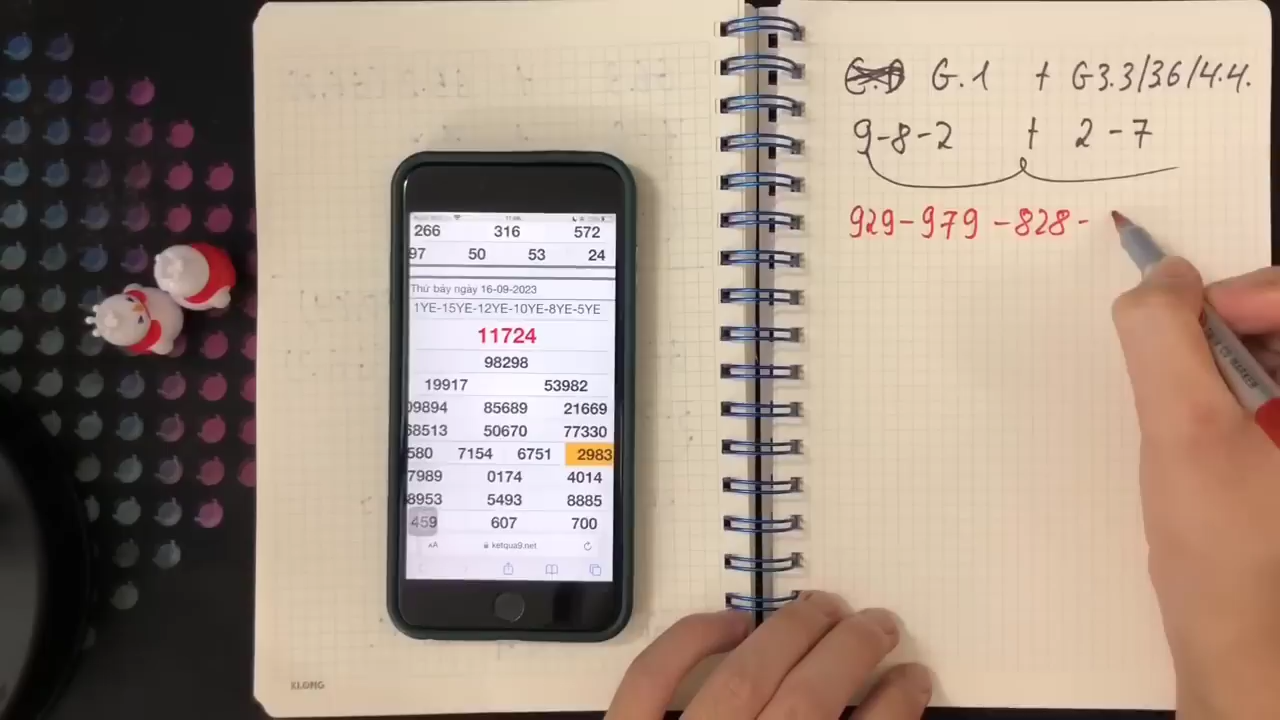 266 316 572
97 50 53 24
Thứ bảy ngày 16-09-2023
1YE-15YE-12YE-10YE-8YE-5YE
11724
98298
19917 53982
09894 85689 21669
68513 50670 77330
580 7154 6751 2983
7989 0174 4014
8953 5493 8885
459 607 700
AA ketqua9.net
KLONG
G.1 + G3.3/3.6/4.4.
9-8-2 + 2-7
929-979-828-